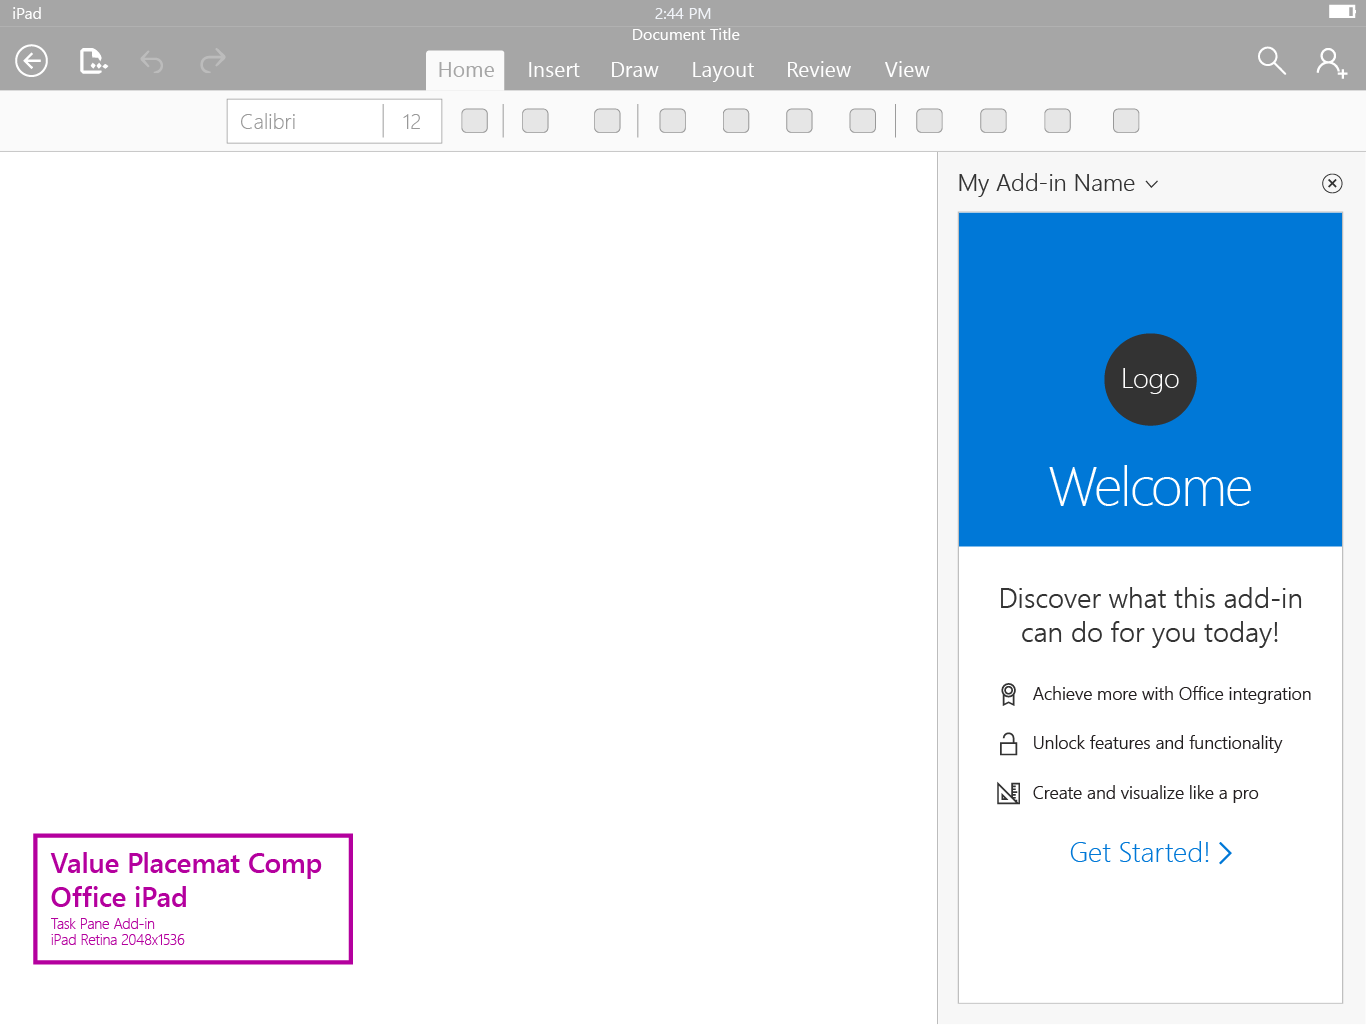 iPad
2:44 PM
Document Title
Home Insert Draw Layout Review View
Calibri 12
My Add-in Name
Logo
Welcome
Discover what this add-in
can do for you today!
Achieve more with Office integration
Unlock features and functionality
Create and visualize like a pro
Get Started!
Value Placemat Comp
Office iPad
Task Pane Add-in
iPad Retina 2048x1536